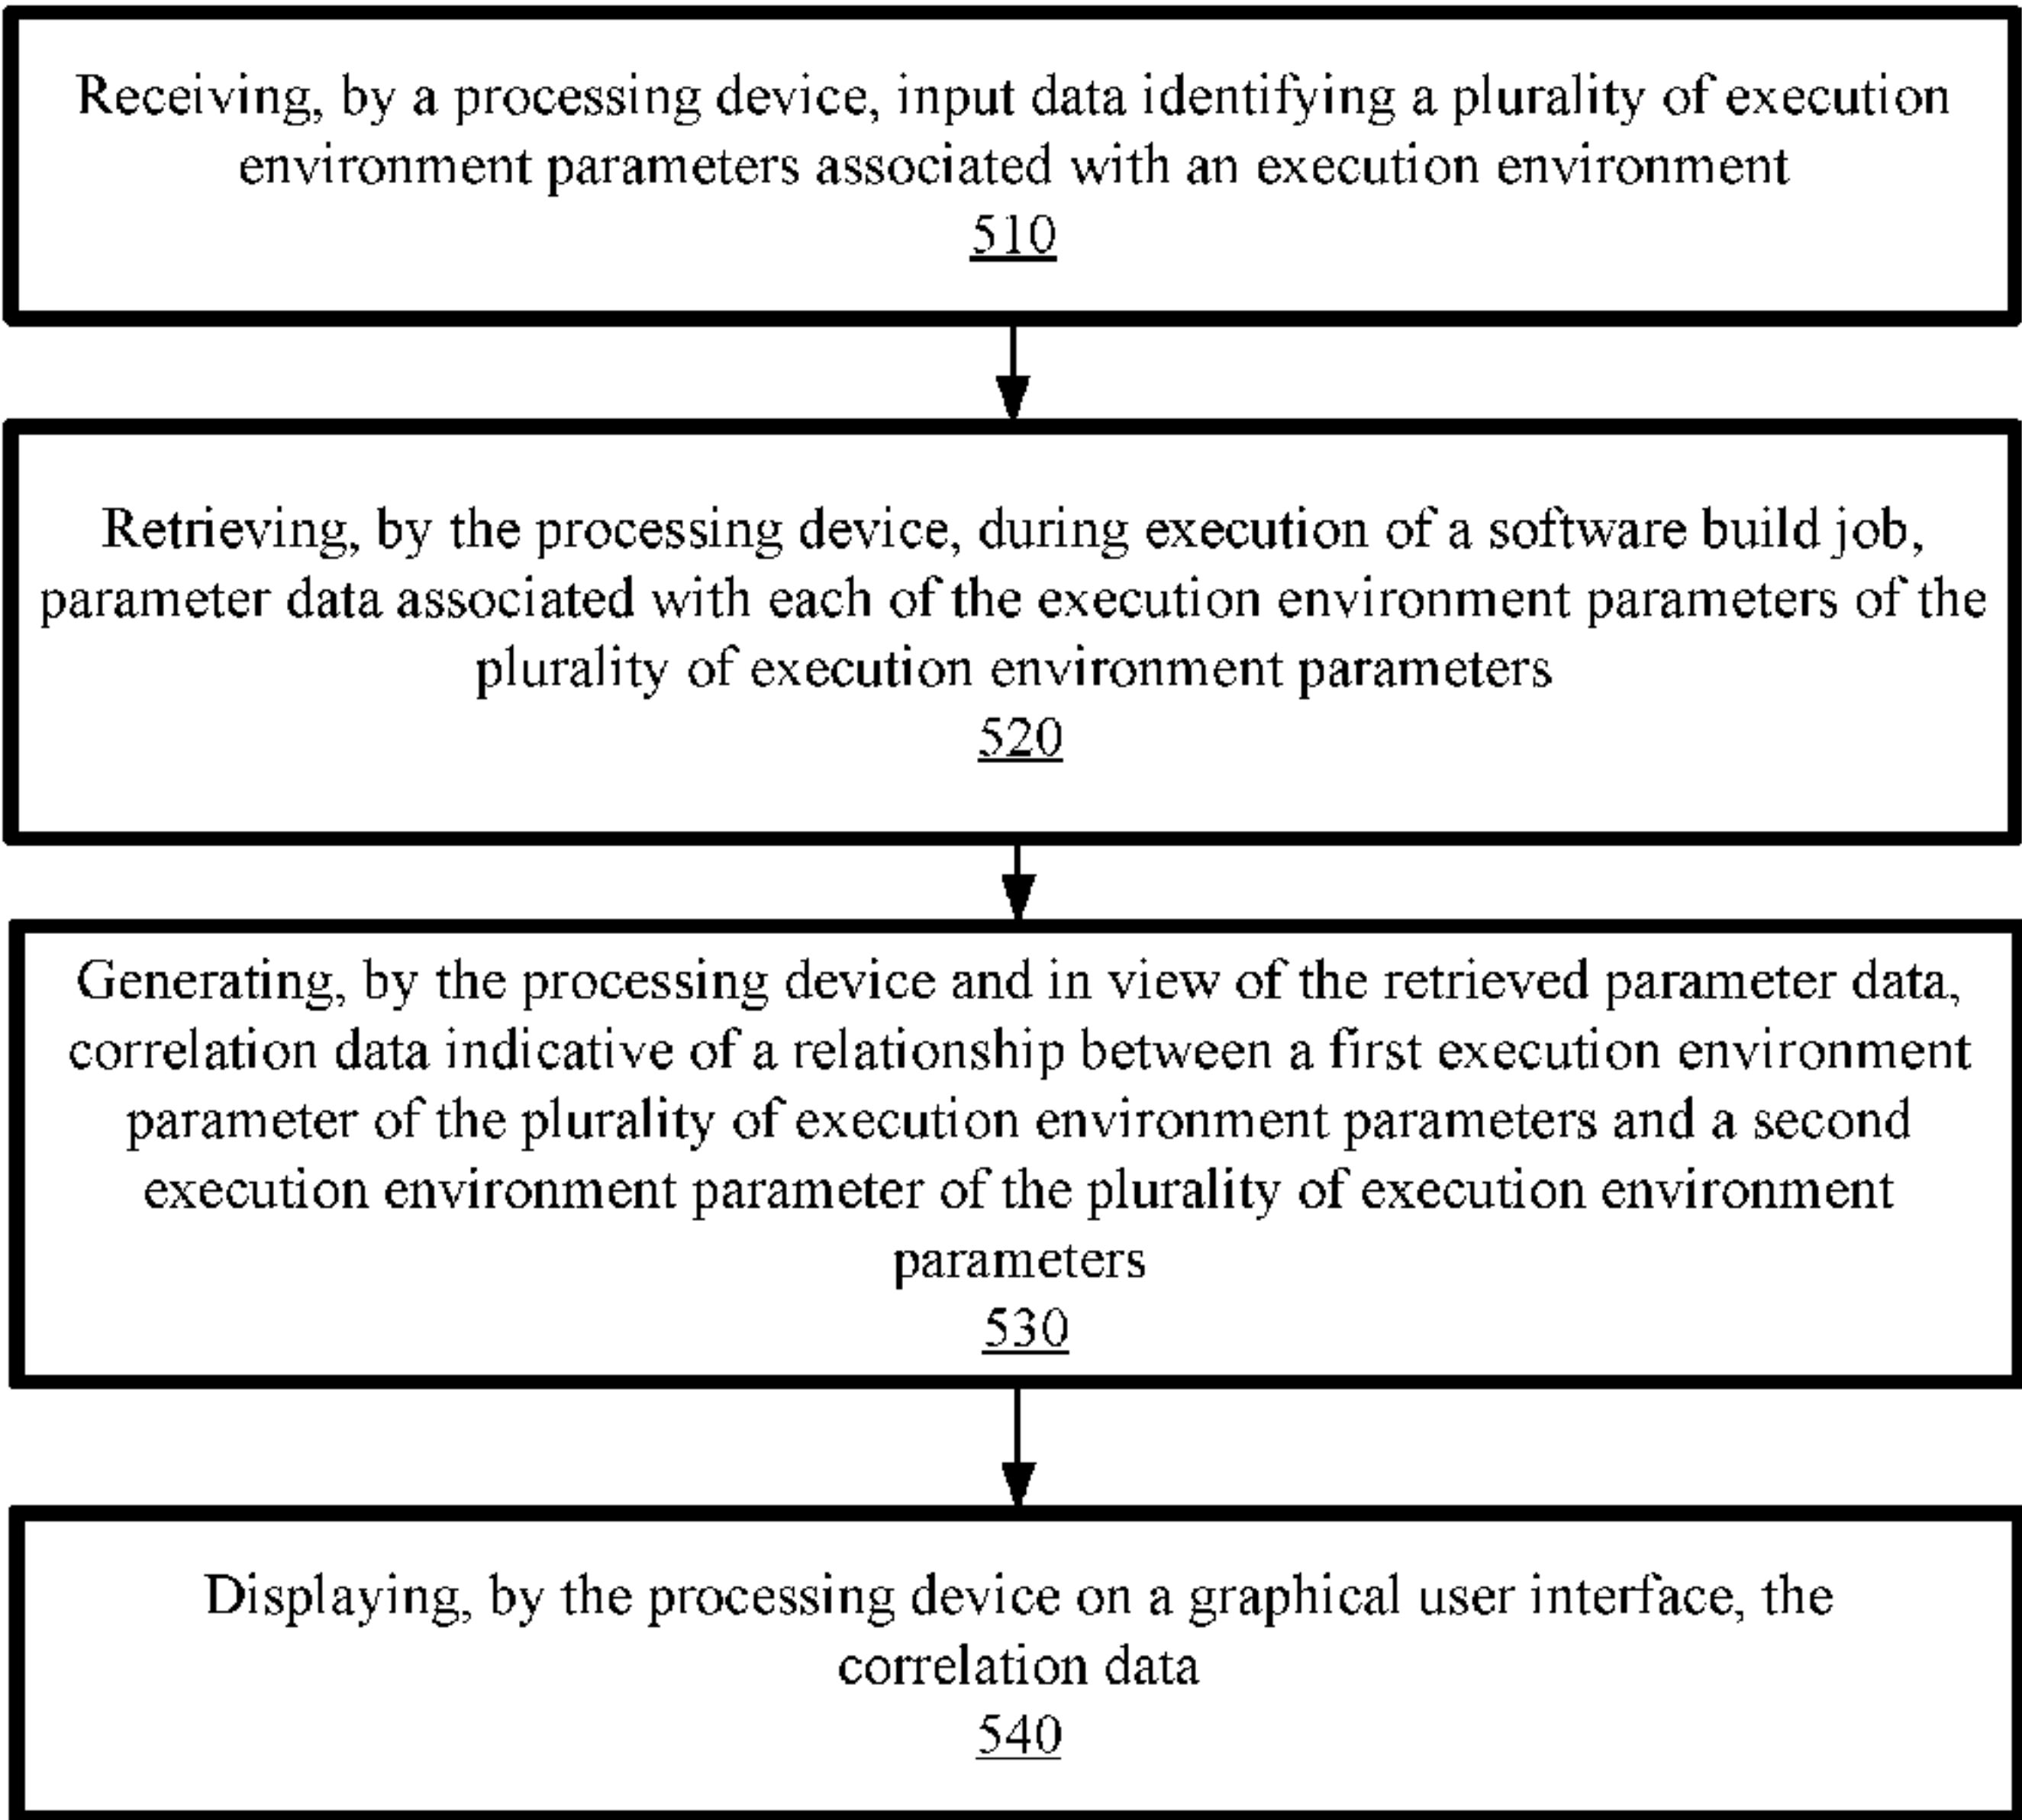 Receiving, by a processing device, input data identifying a plurality of execution
environment parameters associated with an execution environment
510
Retrieving, by the processing device, during execution of a software build job,
parameter data associated with each of the execution environment parameters of the
plurality of execution environment parameters
520
Generating, by the processing device and in view of the retrieved parameter data,
correlation data indicative of a relationship between a first execution environment
parameter of the plurality of execution environment parameters and a second
execution environment parameter of the plurality of execution environment
parameters
530
Displaying, by the processing device on a graphical user interface, the
correlation data
540